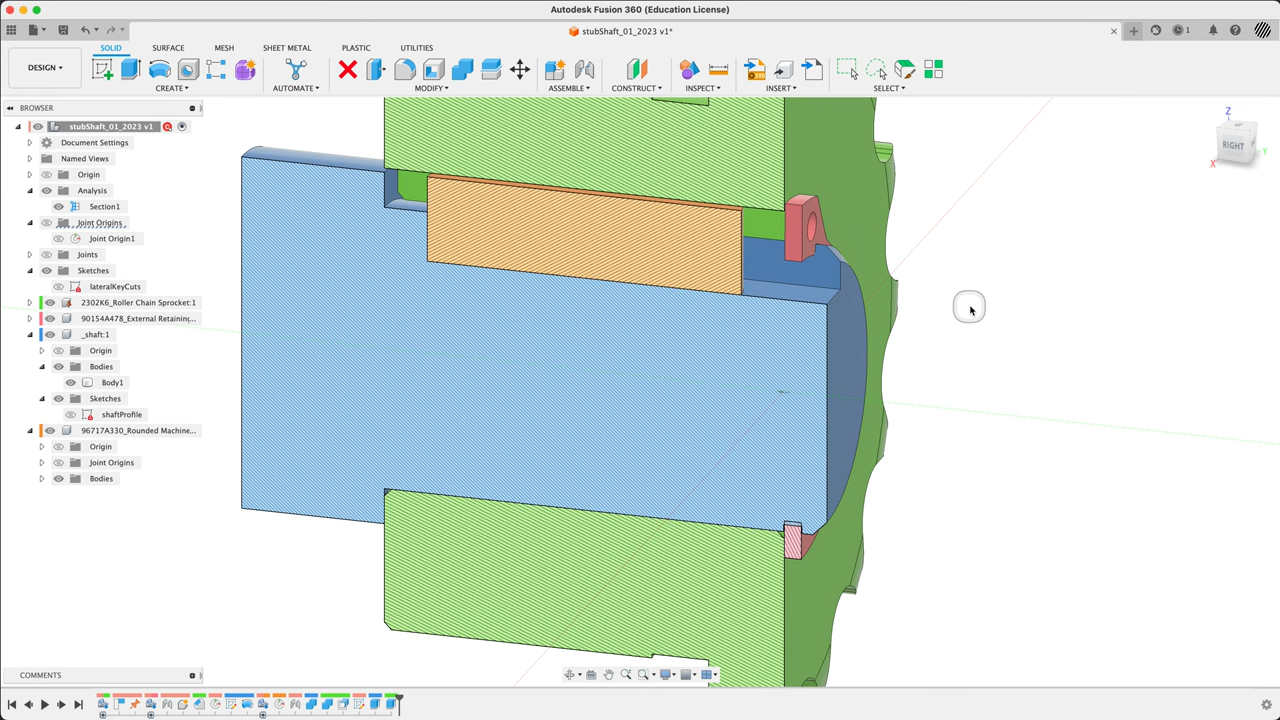 Autodesk Fusion 360 (Education License)
stubShaft_01_2023 v1*
1
DESIGN
SOLID SURFACE MESH SHEET METAL PLASTIC UTILITIES
CREATE AUTOMATE MODIFY ASSEMBLE CONSTRUCT INSPECT INSERT SELECT
BROWSER
stubShaft_01_2023 v1
Document Settings
Named Views
Origin
Analysis
Section1
Joint Origins
Joint Origin1
Joints
Sketches
lateralKeyCuts
2302K6_Roller Chain Sprocket:1
90154A478_External Retaining...
_shaft:1
Origin
Bodies
Body1
Sketches
shaftProfile
96717A330_Rounded Machine...
Origin
Joint Origins
Bodies
Z
RIGHT
Y
X
COMMENTS